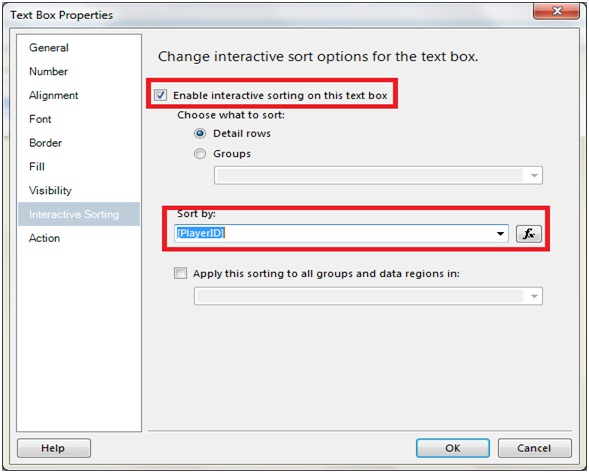 Text Box Properties
x
General
Number
Alignment
Font
Border
Fill
Visibility
Interactive Sorting
Action
Change interactive sort options for the text box.
Enable interactive sorting on this text box
Choose what to sort:
Detail rows
Groups
Sort by:
[PlayerID]
fx
Apply this sorting to all groups and data regions in:
Help
OK
Cancel